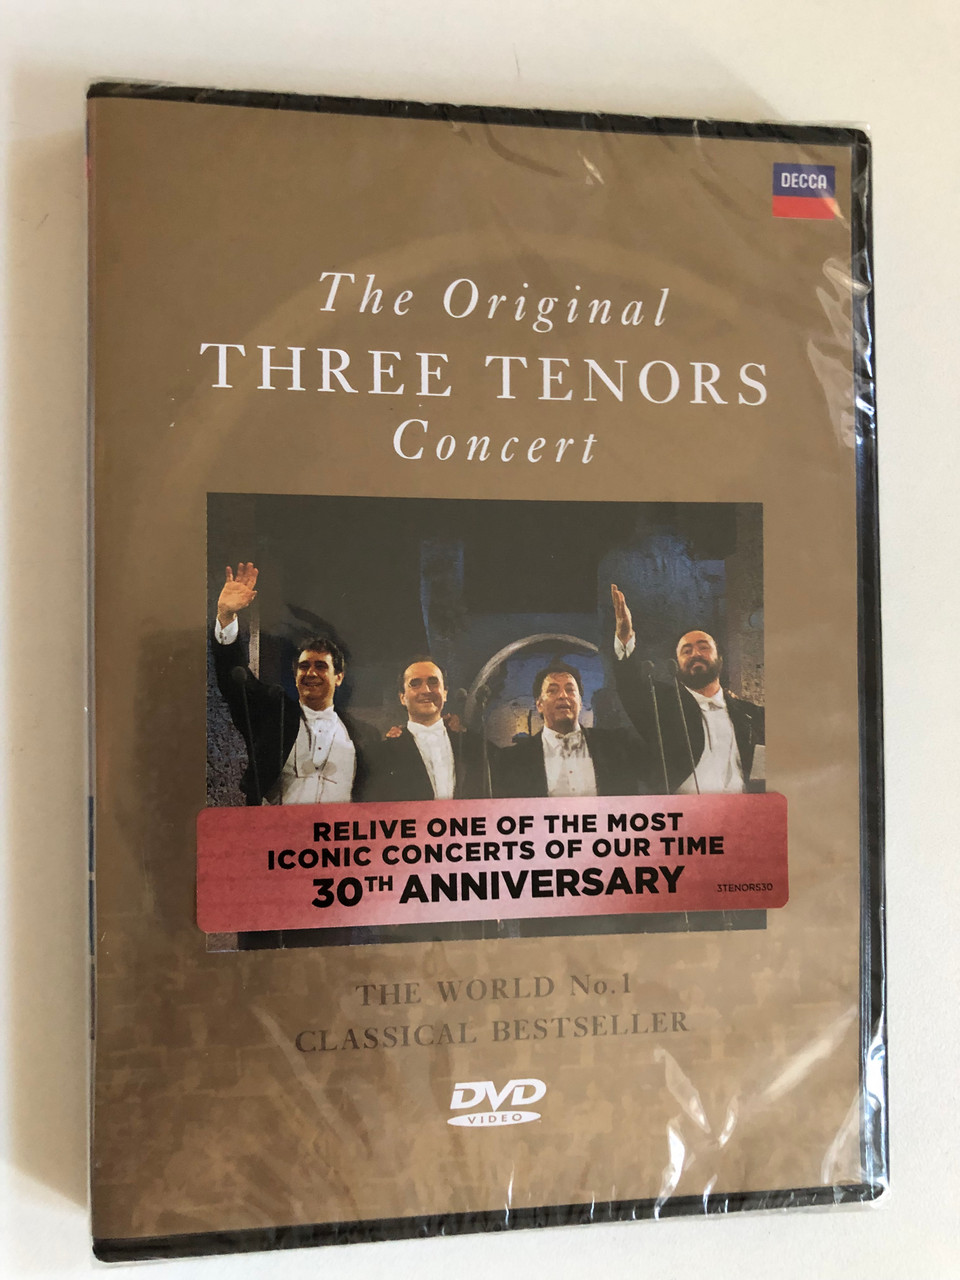 DECCA
The Original
THREE TENORS
Concert
RELIVE ONE OF THE MOST
ICONIC CONCERTS OF OUR TIME
30TH ANNIVERSARY
3TENORS30
THE WORLD No.1
CLASSICAL BESTSELLER
DVD
VIDEO